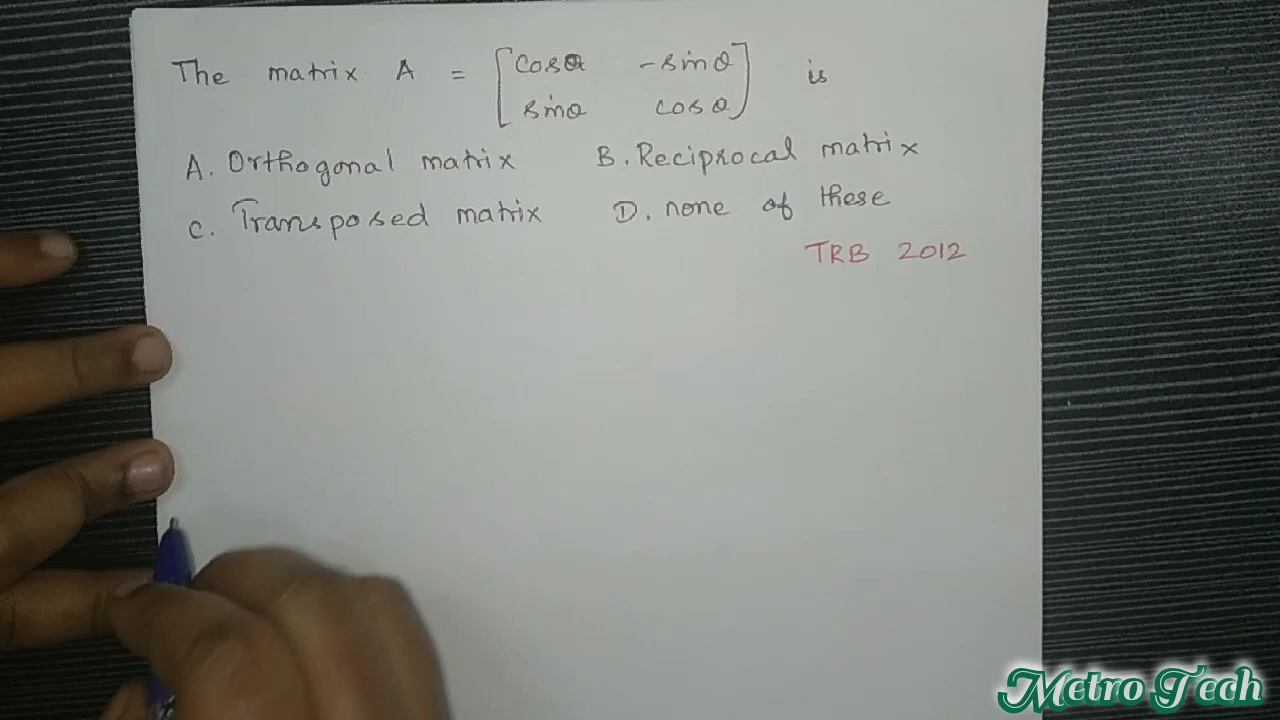 The matrix A = [cosθ -sinθ] is
[sinθ cosθ]
A. Orthogonal matrix B. Reciprocal matrix
C. Transposed matrix D. none of these
TRB 2012
Metro Tech